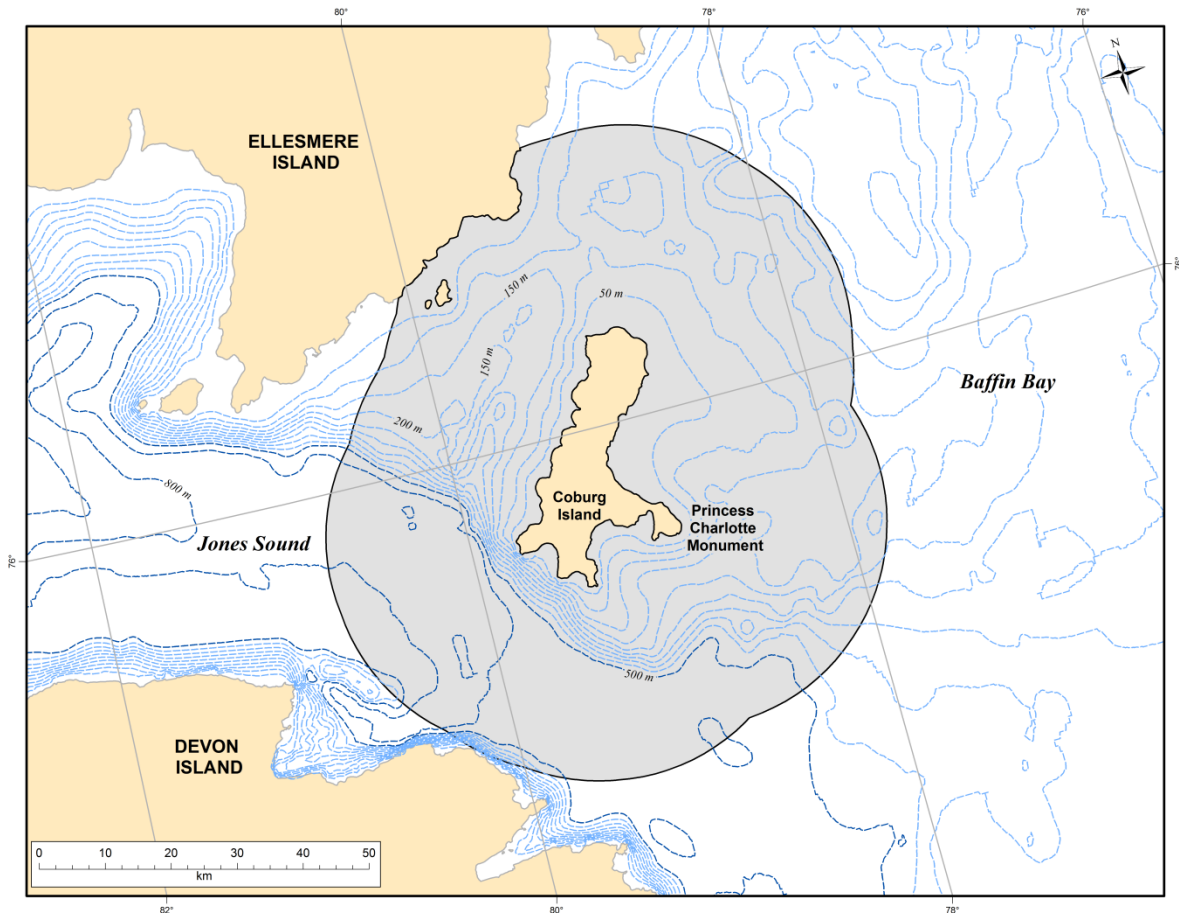 80°
78°
76°
N
ELLESMERE
ISLAND
76°
150 m
50 m
150 m
Baffin Bay
200 m
800 m
Coburg
Island
Princess
Charlotte
Monument
Jones Sound
76°
500 m
DEVON
ISLAND
0 10 20 30 40 50
km
82°
80°
78°